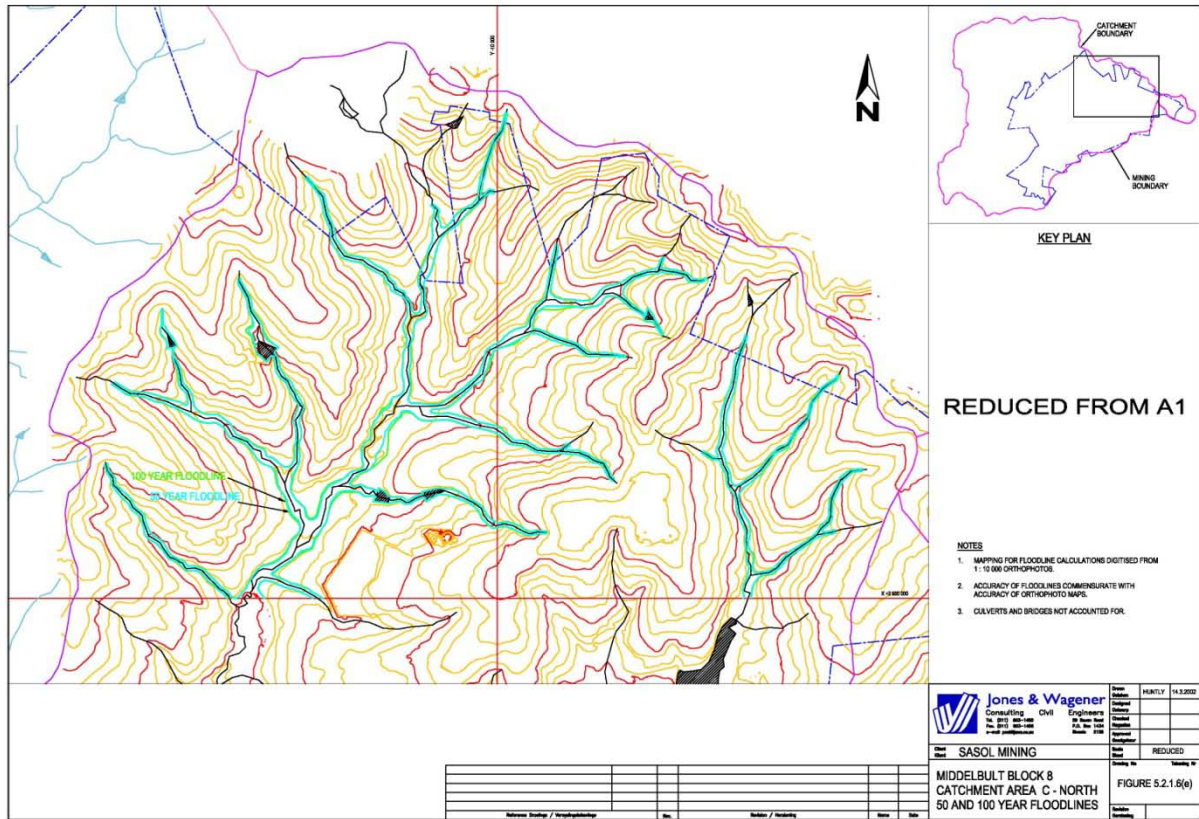 CATCHMENT
BOUNDARY
MINING
BOUNDARY
KEY PLAN
N
100 YEAR FLOODLINE
YEAR FLOODLINE
REDUCED FROM A1
NOTES
1. MAPPING FOR FLOODLINE CALCULATIONS DIGITISED FROM
1 : 10 000 ORTHOPHOTOS.
2. ACCURACY OF FLOODLINES COMMENSURATE WITH
ACCURACY OF ORTHOPHOTO MAPS.
3. CULVERTS AND BRIDGES NOT ACCOUNTED FOR.
Jones & Wagener
Consulting Civil Engineers
HUNTLY 14.3.2002
SASOL MINING
REDUCED
MIDDELBULT BLOCK 8
CATCHMENT AREA C - NORTH
50 AND 100 YEAR FLOODLINES
FIGURE 5.2.1.6(e)